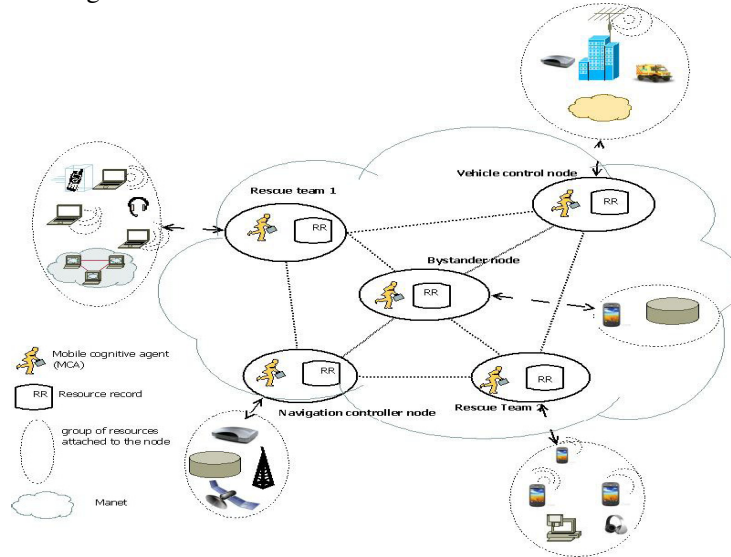 Vehicle control node
RR
Rescue team 1
RR
Bystander node
RR
Mobile cognitive agent
(MCA)
RR
RR
RR
Resource record
Navigation controller node
Rescue Team
group of resources
attached to the node
Manet